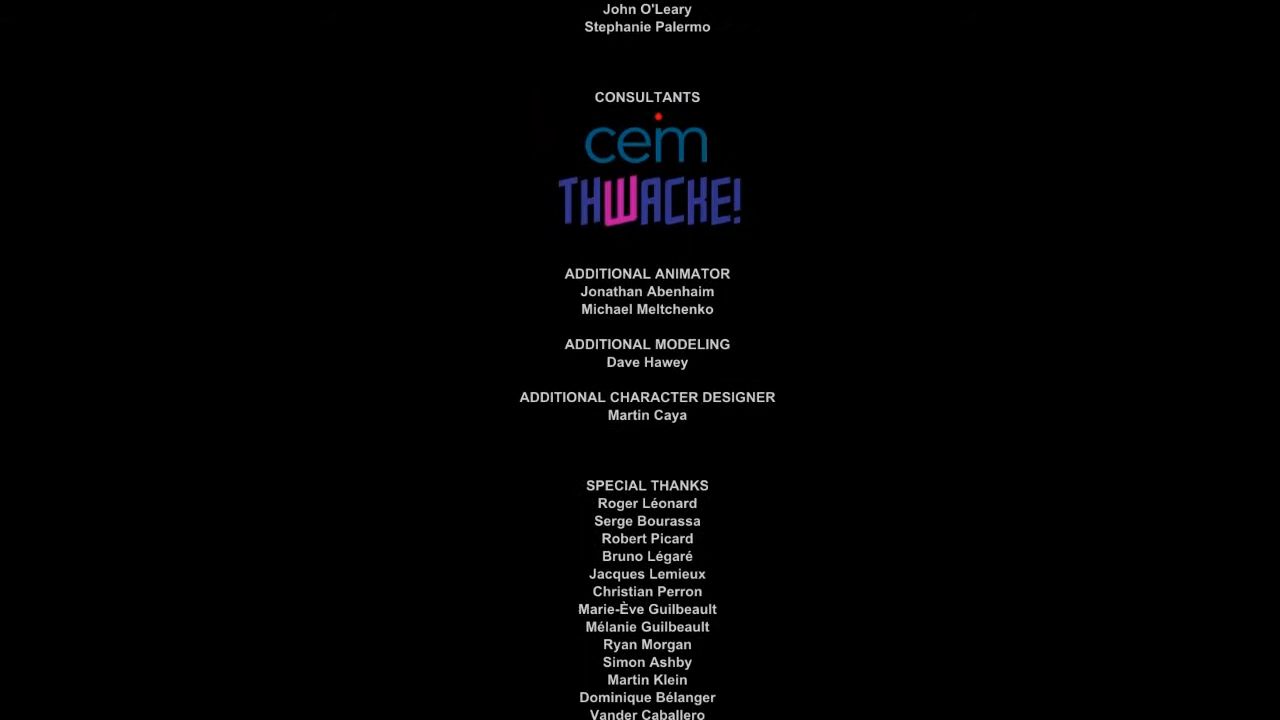 John O'Leary
Stephanie Palermo
CONSULTANTS
ceim
THWACKE!
ADDITIONAL ANIMATOR
Jonathan Abenhaim
Michael Meltchenko
ADDITIONAL MODELING
Dave Hawey
ADDITIONAL CHARACTER DESIGNER
Martin Caya
SPECIAL THANKS
Roger Léonard
Serge Bourassa
Robert Picard
Bruno Légaré
Jacques Lemieux
Christian Perron
Marie-Ève Guilbeault
Mélanie Guilbeault
Ryan Morgan
Simon Ashby
Martin Klein
Dominique Bélanger
Vander Caballero